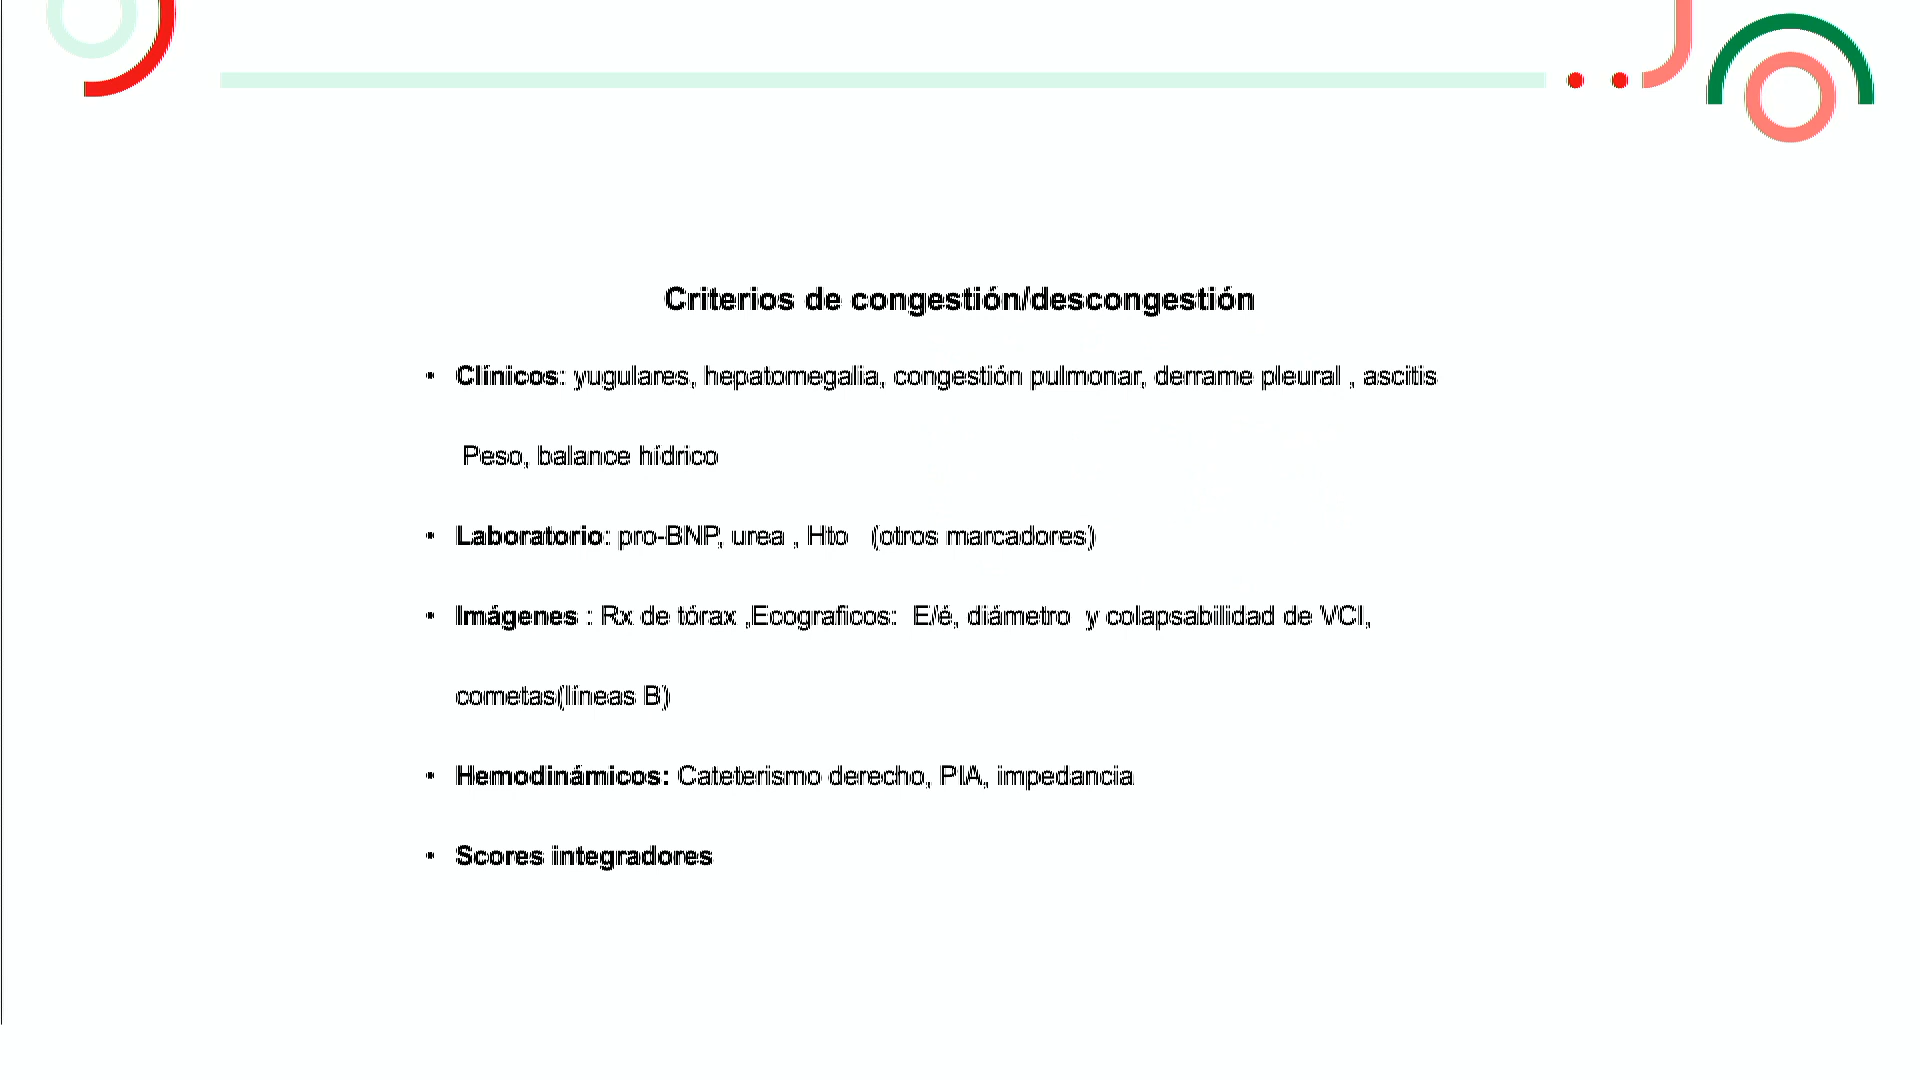 Criterios de congestión/descongestión
• Clínicos: yugulares, hepatomegalia, congestión pulmonar, derrame pleural , ascitis
Peso, balance hídrico
• Laboratorio: pro-BNP, urea , Hto (otros marcadores)
• Imágenes : Rx de tórax ,Ecograficos: E/é, diámetro y colapsabilidad de VCI,
cometas(líneas B)
• Hemodinámicos: Cateterismo derecho, PIA, impedancia
• Scores integradores